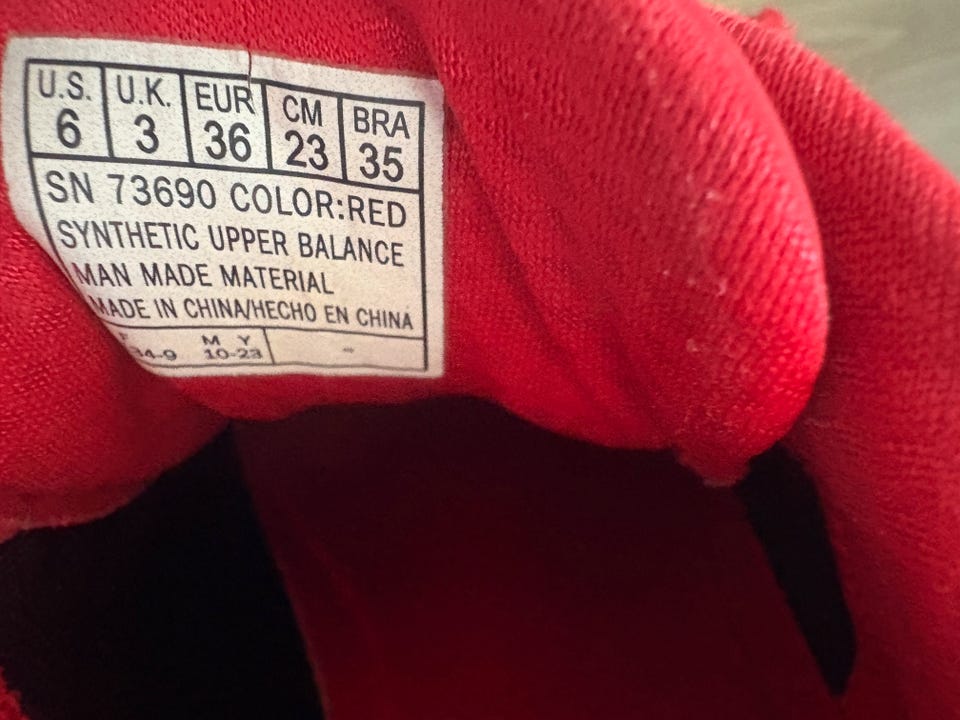 U.S. U.K. EUR CM BRA
6 3 36 23 35
SN 73690 COLOR:RED
SYNTHETIC UPPER BALANCE
MAN MADE MATERIAL
MADE IN CHINA/HECHO EN CHINA
M Y
10-23 -